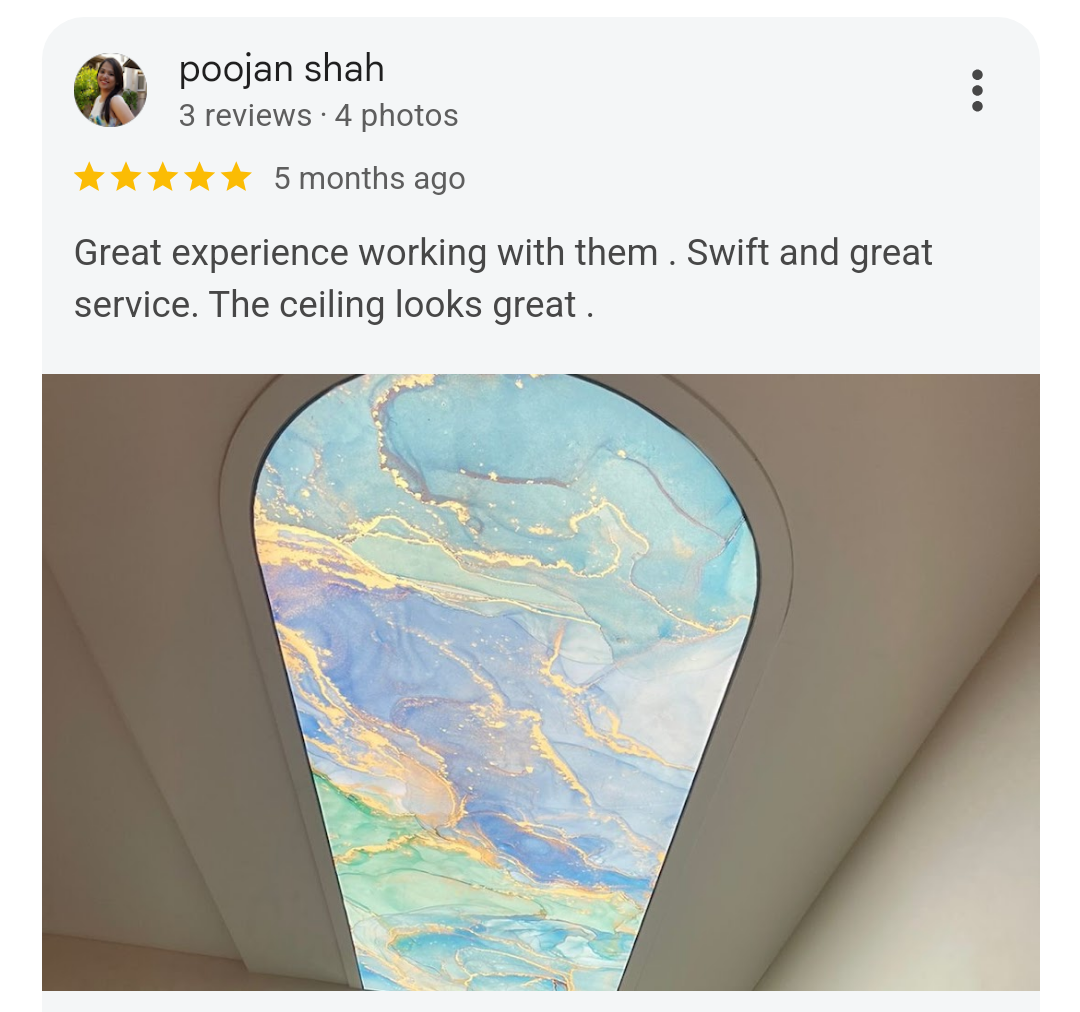 poojan shah
3 reviews · 4 photos
5 months ago
Great experience working with them . Swift and great
service. The ceiling looks great .